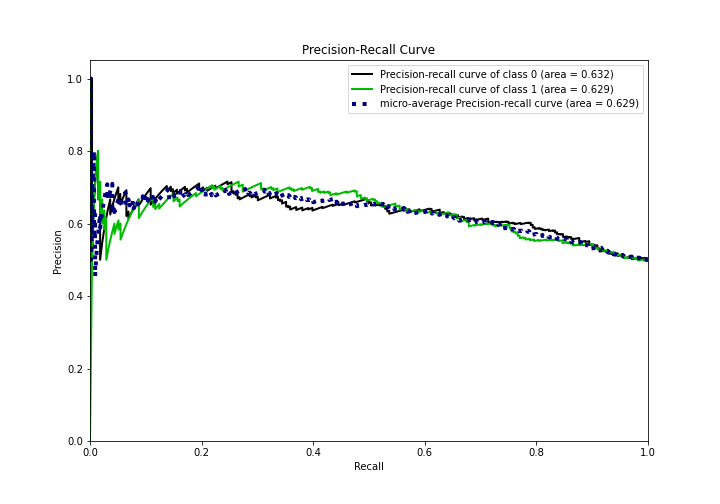 Precision-Recall Curve
Precision-recall curve of class 0 (area = 0.632)
Precision-recall curve of class 1 (area = 0.629)
micro-average Precision-recall curve (area = 0.629)
Precision
1.0
0.8
0.6
0.4
0.2
0.0
0.0 0.2 0.4 0.6 0.8 1.0
Recall